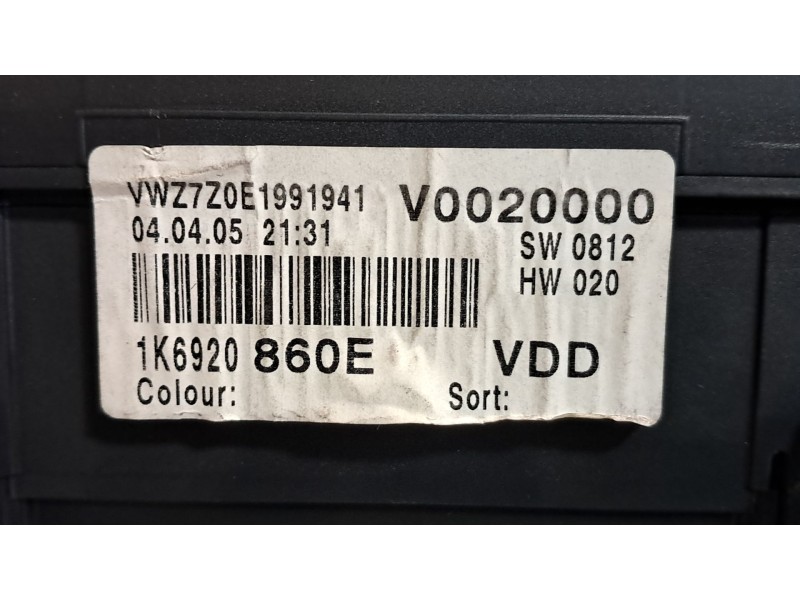 VWZ7Z0E1991941 V0020000
04.04.05 21:31 SW 0812
HW 020
1K6920 860E VDD
Colour: Sort: